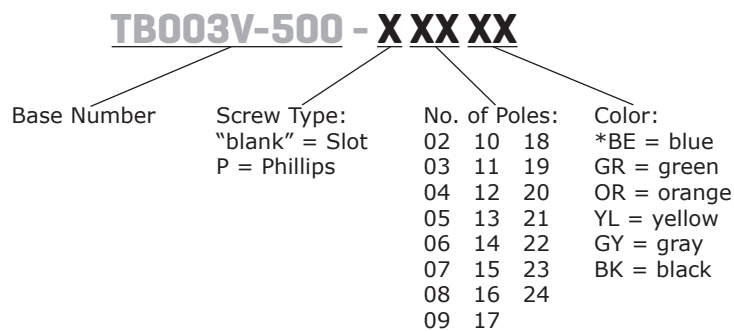 TB003V-500 - X XX XX
Base Number
Screw Type:
“blank” = Slot
P = Phillips
No. of Poles:
02 10 18
03 11 19
04 12 20
05 13 21
06 14 22
07 15 23
08 16 24
09 17
Color:
*BE = blue
GR = green
OR = orange
YL = yellow
GY = gray
BK = black